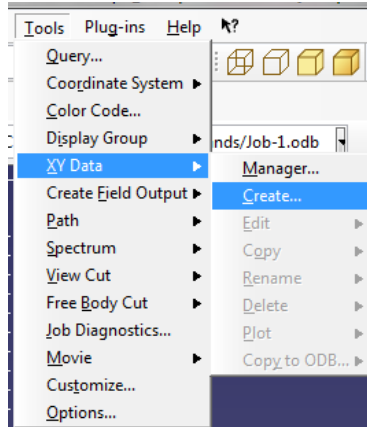 Tools Plug-ins Help
Query...
Coordinate System
Color Code...
Display Group nds/Job-1.odb
XY Data Manager...
Create Field Output Create...
Path Edit
Spectrum Copy
View Cut Rename
Free Body Cut Delete
Job Diagnostics... Plot
Movie Copy to ODB...
Customize...
Options...